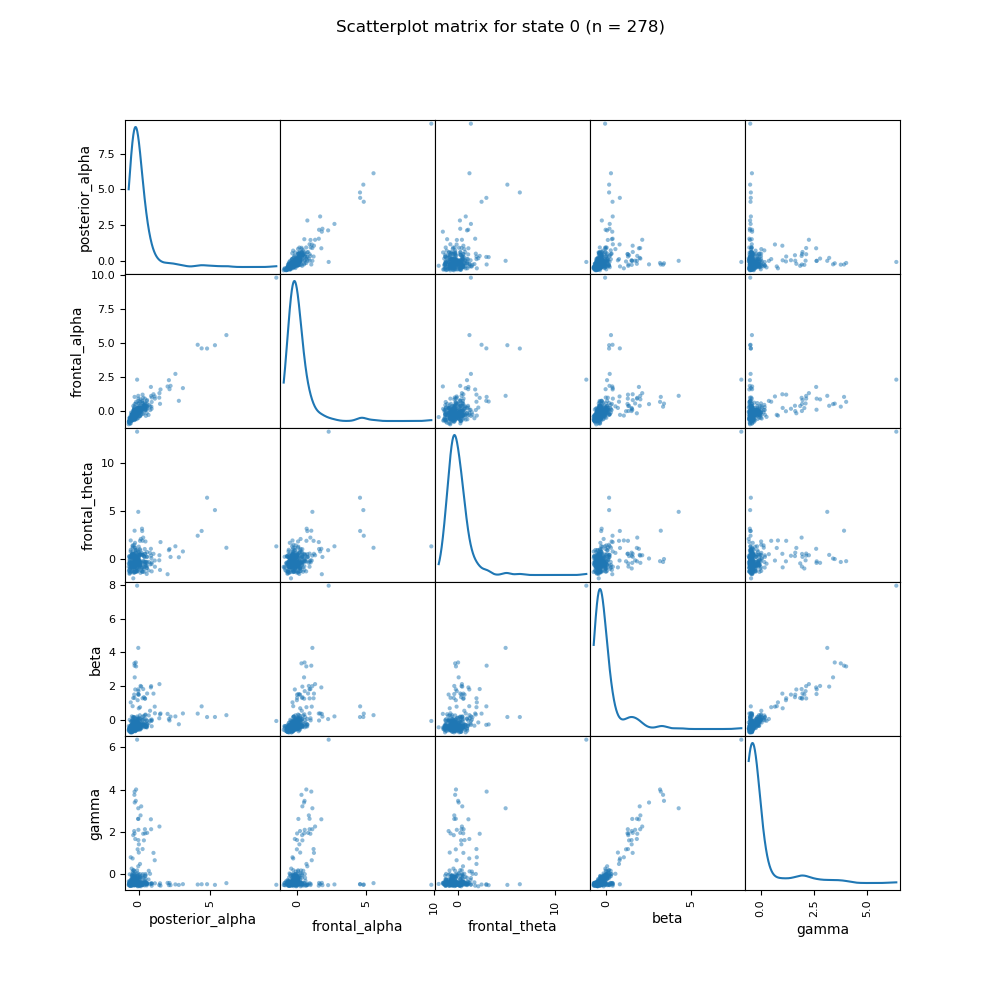 Scatterplot matrix for state 0 (n = 278)
posterior_alpha
7.5
5.0
2.5
0.0
frontal_alpha
10.0
7.5
5.0
2.5
0.0
frontal_theta
10
5
0
beta
8
6
4
2
0
gamma
6
4
2
0
0 5 0 5 10 0 10 0 5 0.0 2.5 5.0
posterior_alpha frontal_alpha frontal_theta beta gamma